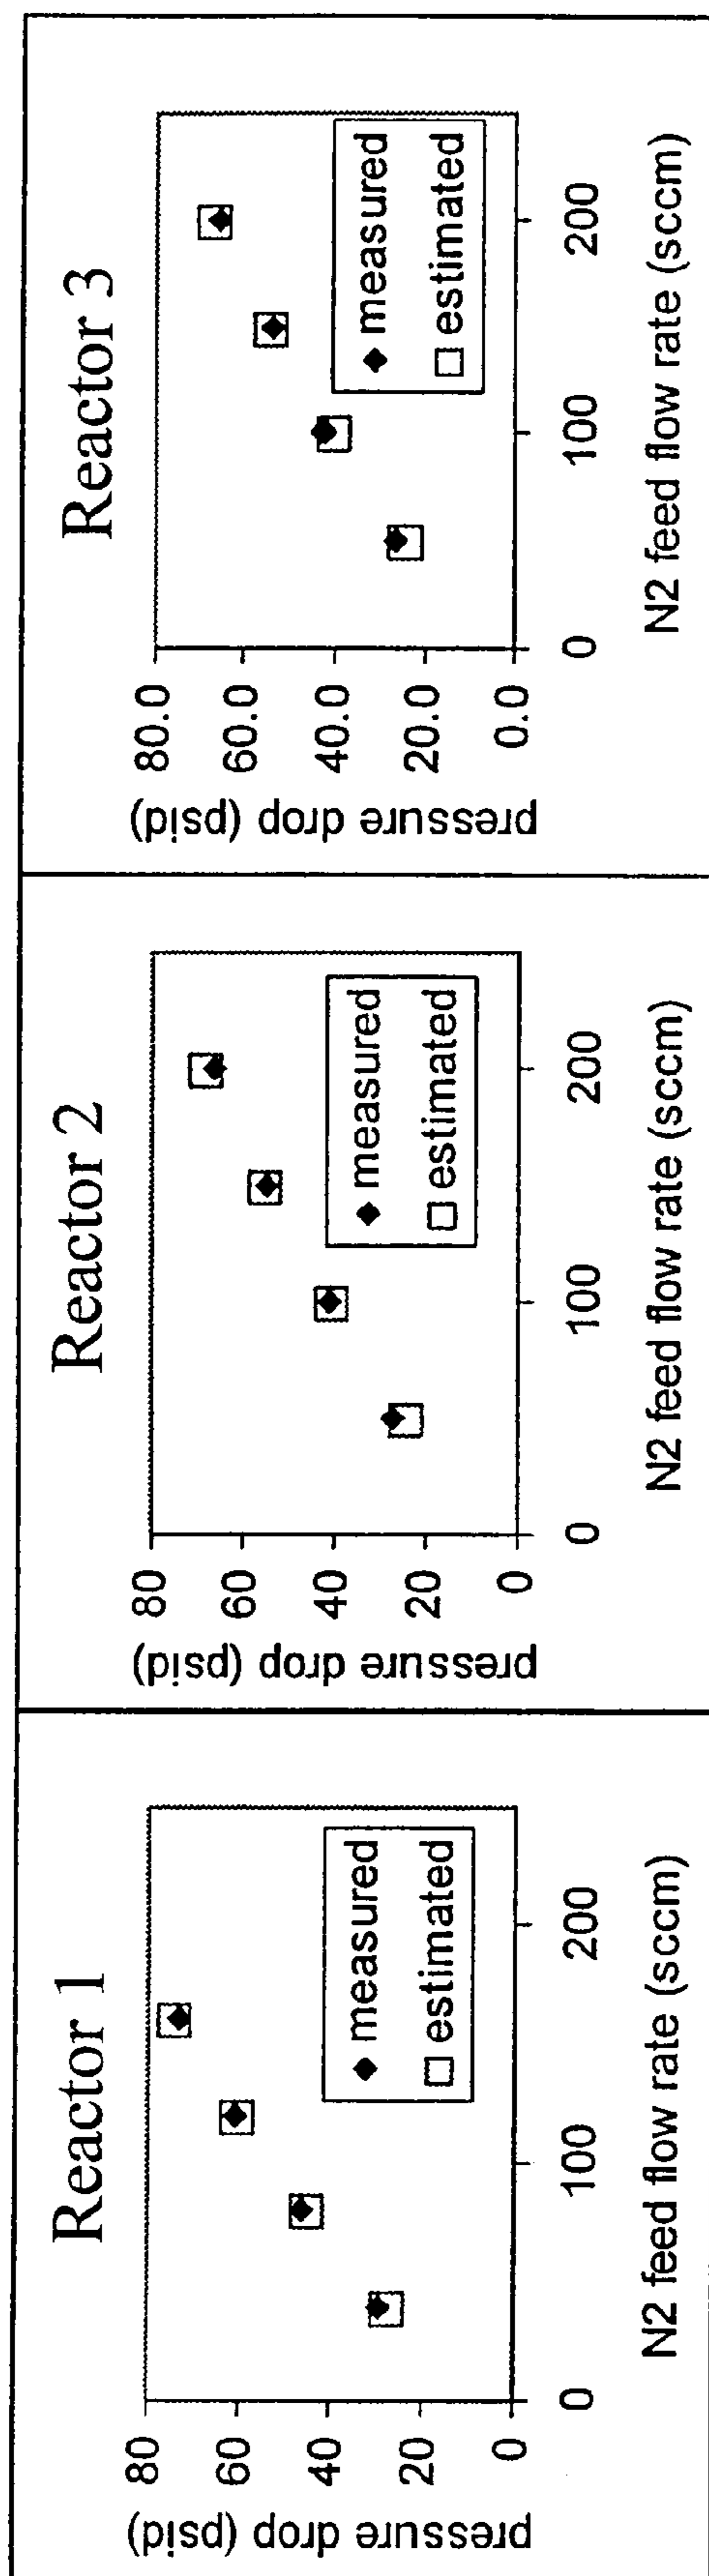 Reactor 1
pressure drop (psid)
80
60
40
20
0
measured
estimated
0
100
200
N2 feed flow rate (sccm)
Reactor 2
pressure drop (psid)
80
60
40
20
0
measured
estimated
0
100
200
N2 feed flow rate (sccm)
Reactor 3
pressure drop (psid)
80.0
60.0
40.0
20.0
0.0
measured
estimated
0
100
200
N2 feed flow rate (sccm)